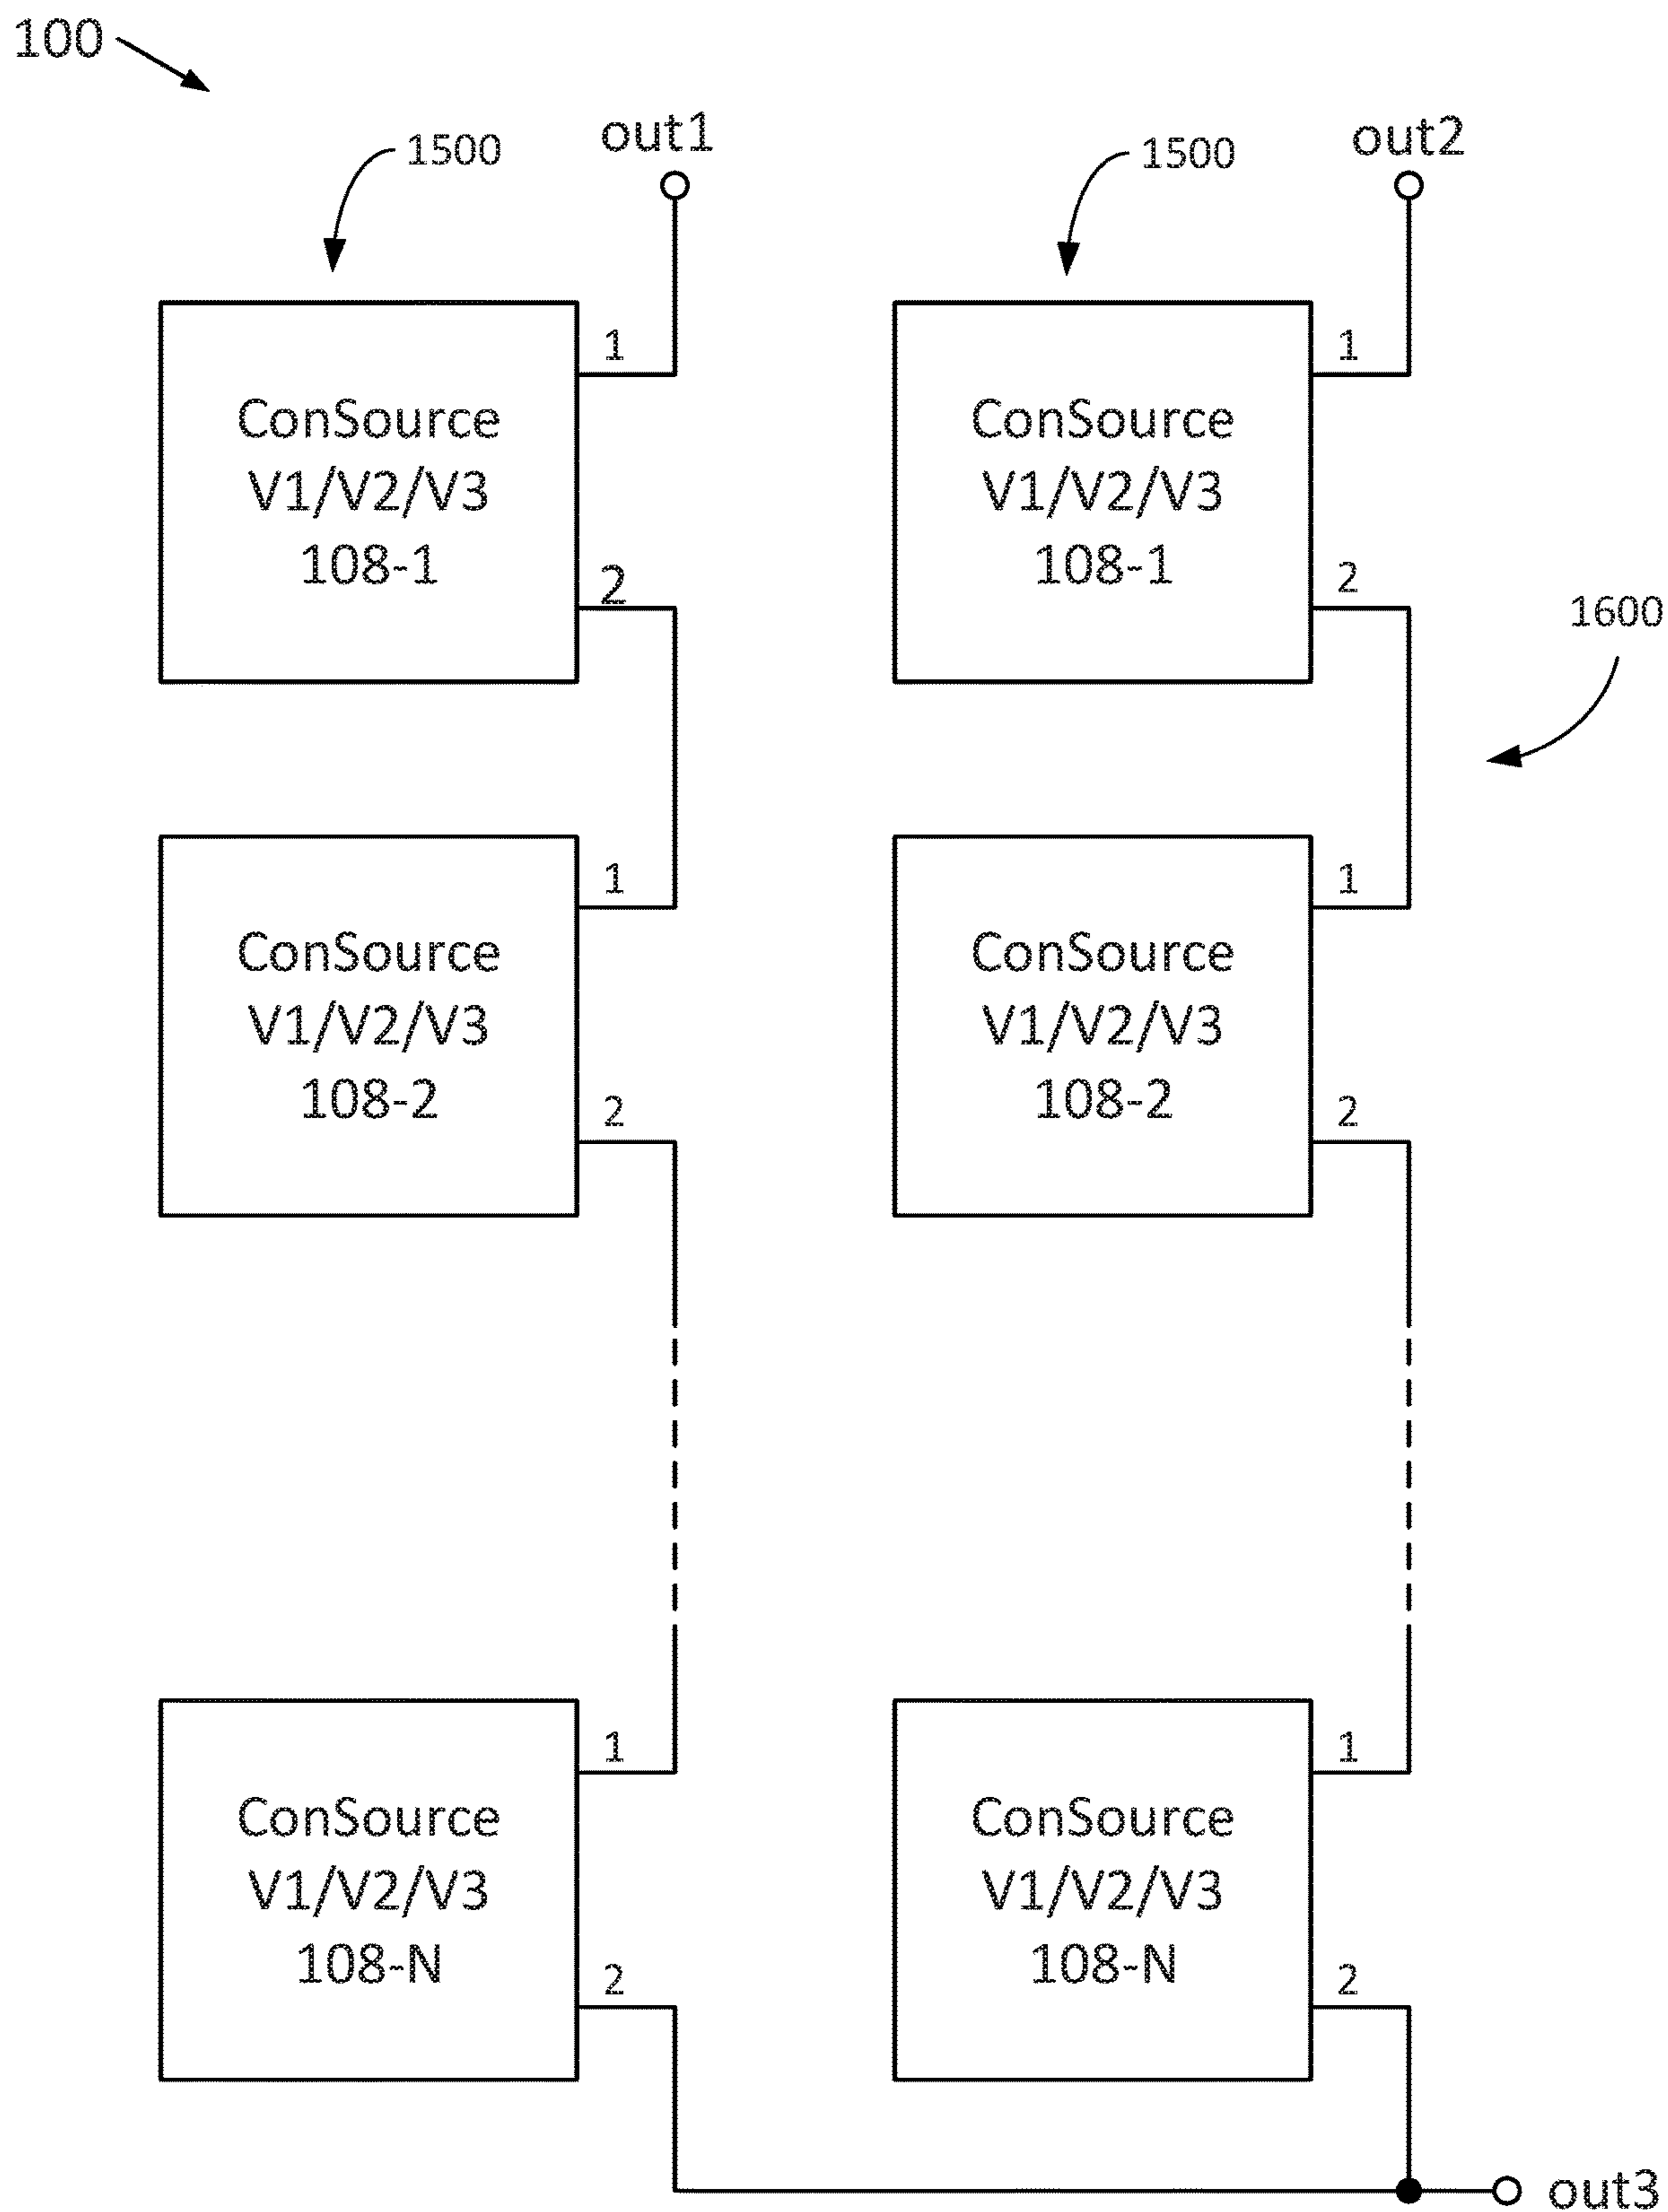 100
1500
out1
1500
out2
1
ConSource
V1/V2/V3
108-1
2
1
ConSource
V1/V2/V3
108-1
2
1600
1
ConSource
V1/V2/V3
108-2
2
1
ConSource
V1/V2/V3
108-2
2
1
ConSource
V1/V2/V3
108-N
2
1
ConSource
V1/V2/V3
108-N
2
out3